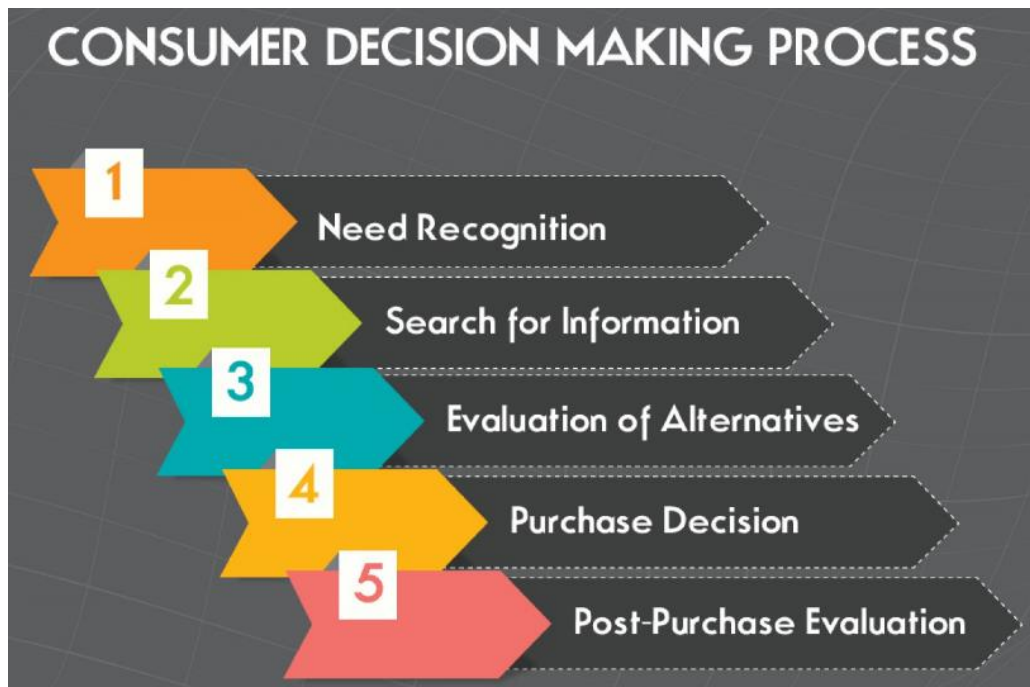 CONSUMER DECISION MAKING PROCESS
1
Need Recognition
2
Search for Information
3
Evaluation of Alternatives
4
Purchase Decision
5
Post-Purchase Evaluation